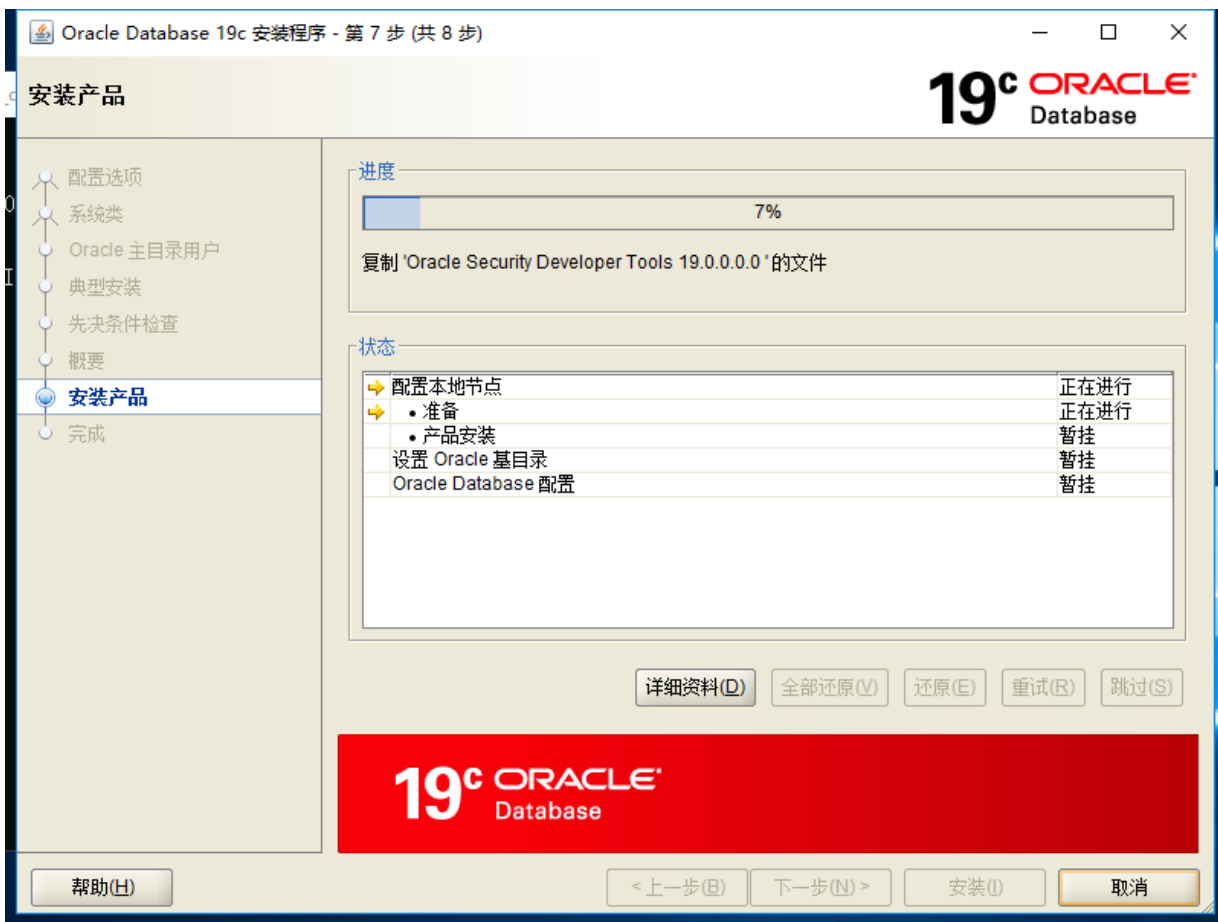 Oracle Database 19c 安装程序 - 第 7 步 (共 8 步)
安装产品
19c ORACLE
Database
配置选项
系统类
Oracle 主目录用户
典型安装
先决条件检查
概要
安装产品
完成
进度
7%
复制 'Oracle Security Developer Tools 19.0.0.0.0 ' 的文件
状态
配置本地节点 正在进行
• 准备 正在进行
• 产品安装 暂挂
设置 Oracle 基目录 暂挂
Oracle Database 配置 暂挂
详细资料(D) 全部还原(V) 还原(E) 重试(R) 跳过(S)
19c ORACLE
Database
帮助(H) <上一步(B) 下一步(N)> 安装(I) 取消